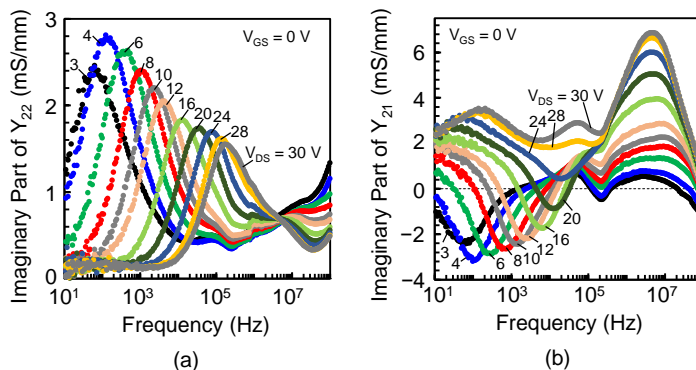 Imaginary Part of Y22 (mS/mm)
3
2
1
0
VGS = 0 V
3
4
6
8
10
12
16
20
24
28
VDS = 30 V
10^1 10^3 10^5 10^7
Frequency (Hz)
(a)
Imaginary Part of Y21 (mS/mm)
6
4
2
0
−2
−4
VGS = 0 V
VDS = 30 V
24
28
20
16
12
10
8
6
4
3
10^1 10^3 10^5 10^7
Frequency (Hz)
(b)